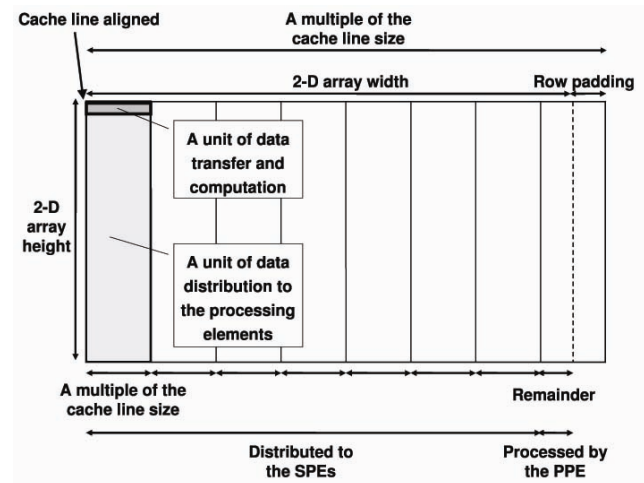 Cache line aligned
A multiple of the
cache line size
2-D array width
Row padding
A unit of data
transfer and
computation
2-D
array
height
A unit of data
distribution to
the processing
elements
A multiple of the
cache line size
Remainder
Distributed to
the SPEs
Processed by
the PPE